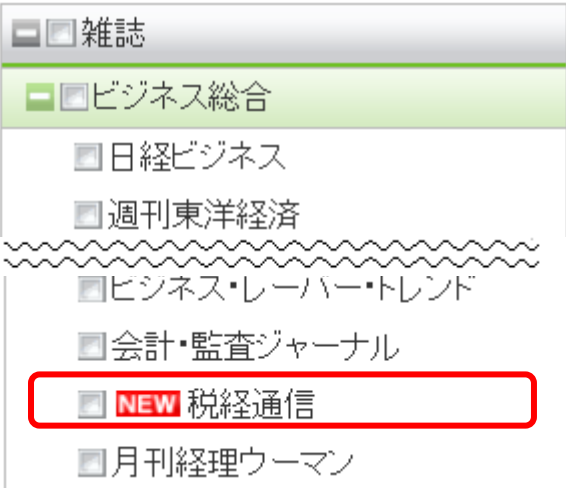 雑誌
ビジネス総合
日経ビジネス
週刊東洋経済
ビジネス・レーバー・トレンド
会計・監査ジャーナル
NEW 税経通信
月刊経理ウーマン